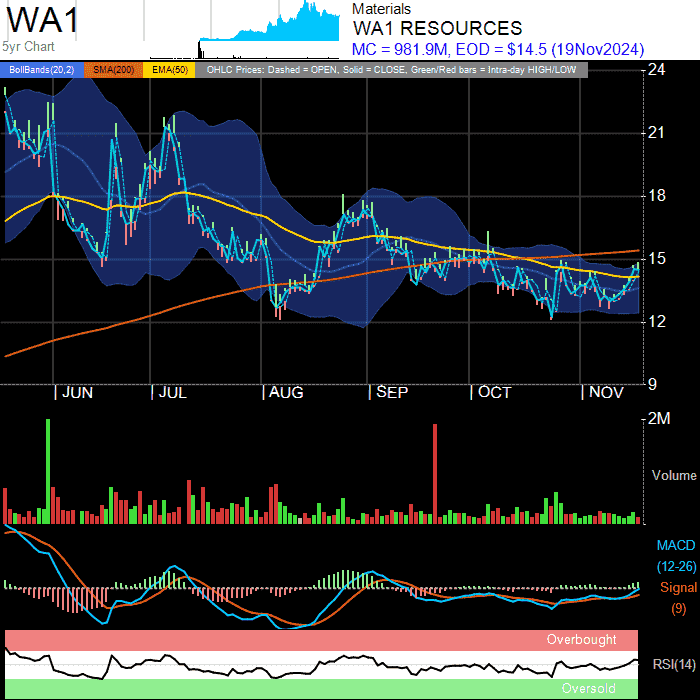 WA1
5yr Chart
Materials
WA1 RESOURCES
MC = 981.9M, EOD = $14.5 (19Nov2024)
BollBands(20,2) SMA(200) EMA(50) OHLC Prices: Dashed = OPEN, Solid = CLOSE, Green/Red bars = Intra-day HIGH/LOW
24
21
18
15
12
9
JUN JUL AUG SEP OCT NOV
2M
Volume
MACD
(12-26)
Signal
(9)
Overbought
RSI(14)
Oversold